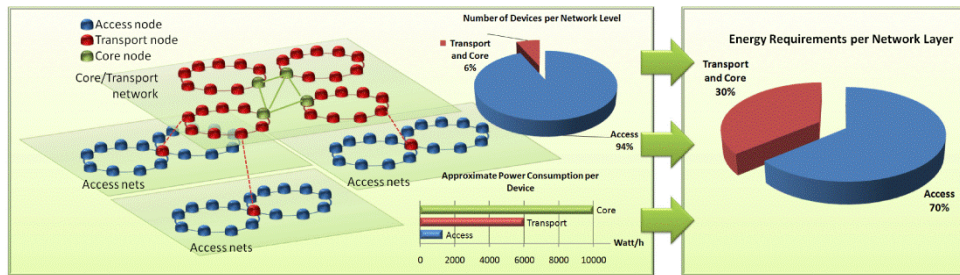 Access node
Transport node
Core node
Core/Transport
network
Access nets
Access nets
Access nets
Number of Devices per Network Level
Transport
and Core
6%
Access
94%
Approximate Power Consumption per
Device
Core
Transport
Access
Watt/h
0 2000 4000 6000 8000 10000
Energy Requirements per Network Layer
Transport
and Core
30%
Access
70%